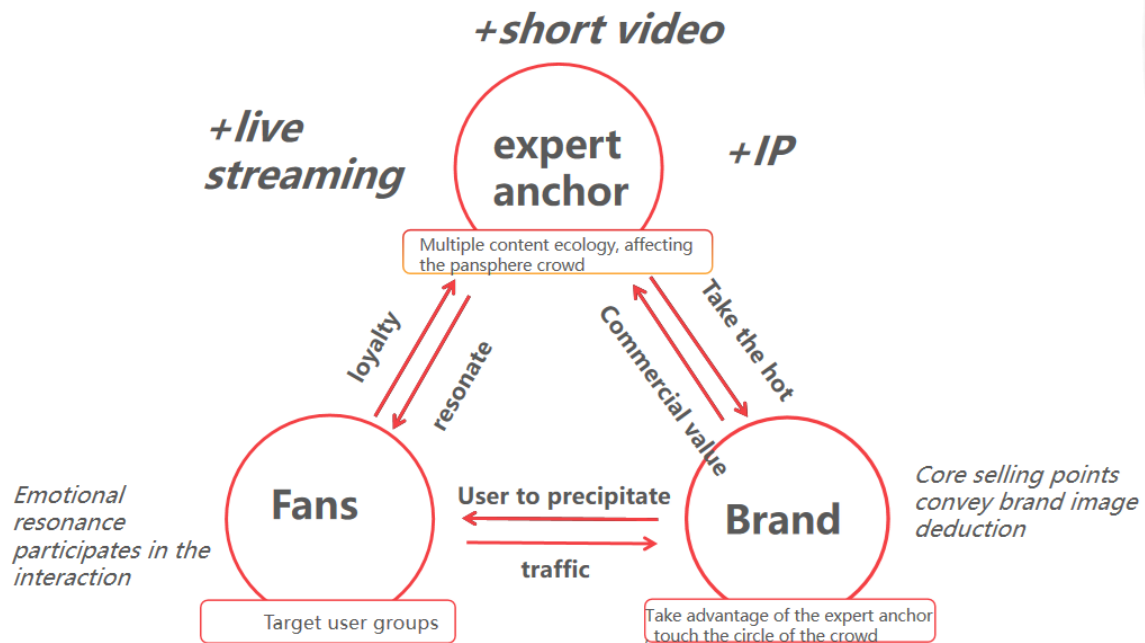 +short video
+live
streaming
expert
anchor
+IP
Multiple content ecology, affecting
the pansphere crowd
loyalty
resonate
Commercial value
Take the hot
Emotional
resonance
participates in the
interaction
Fans
Target user groups
User to precipitate
traffic
Brand
Take advantage of the expert anchor
, touch the circle of the crowd
Core selling points
convey brand image
deduction